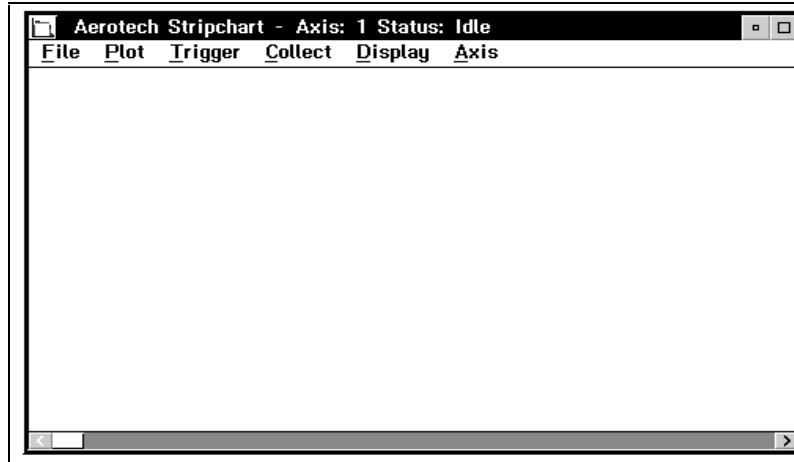 Aerotech Stripchart - Axis: 1 Status: Idle
File Plot Trigger Collect Display Axis